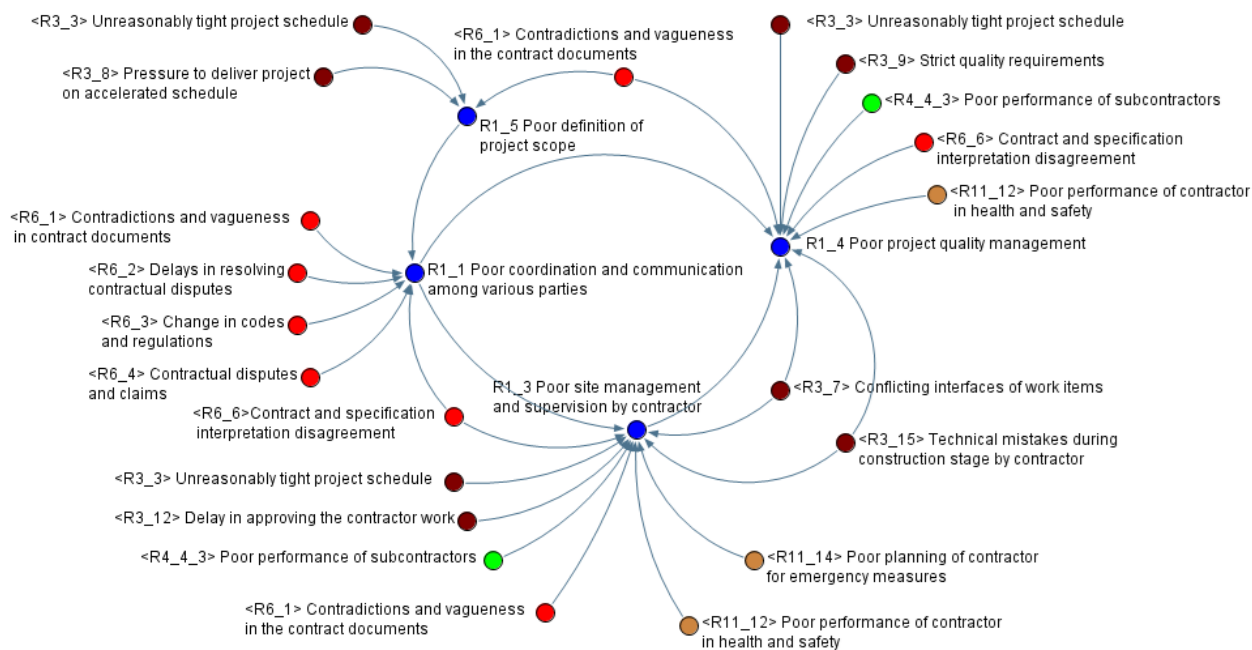 <R3_3> Unreasonably tight project schedule
<R3_8> Pressure to deliver project
on accelerated schedule
<R6_1> Contradictions and vagueness
in the contract documents
R1_5 Poor definition of
project scope
<R3_3> Unreasonably tight project schedule
<R3_9> Strict quality requirements
<R4_4_3> Poor performance of subcontractors
<R6_6> Contract and specification
interpretation disagreement
<R11_12> Poor performance of contractor
in health and safety
R1_4 Poor project quality management
<R6_1> Contradictions and vagueness
in contract documents
<R6_2> Delays in resolving
contractual disputes
<R6_3> Change in codes
and regulations
<R6_4> Contractual disputes
and claims
R1_1 Poor coordination and communication
among various parties
<R6_6>Contract and specification
interpretation disagreement
R1_3 Poor site management
and supervision by contractor
<R3_7> Conflicting interfaces of work items
<R3_15> Technical mistakes during
construction stage by contractor
<R3_3> Unreasonably tight project schedule
<R3_12> Delay in approving the contractor work
<R4_4_3> Poor performance of subcontractors
<R6_1> Contradictions and vagueness
in the contract documents
<R11_14> Poor planning of contractor
for emergency measures
<R11_12> Poor performance of contractor
in health and safety